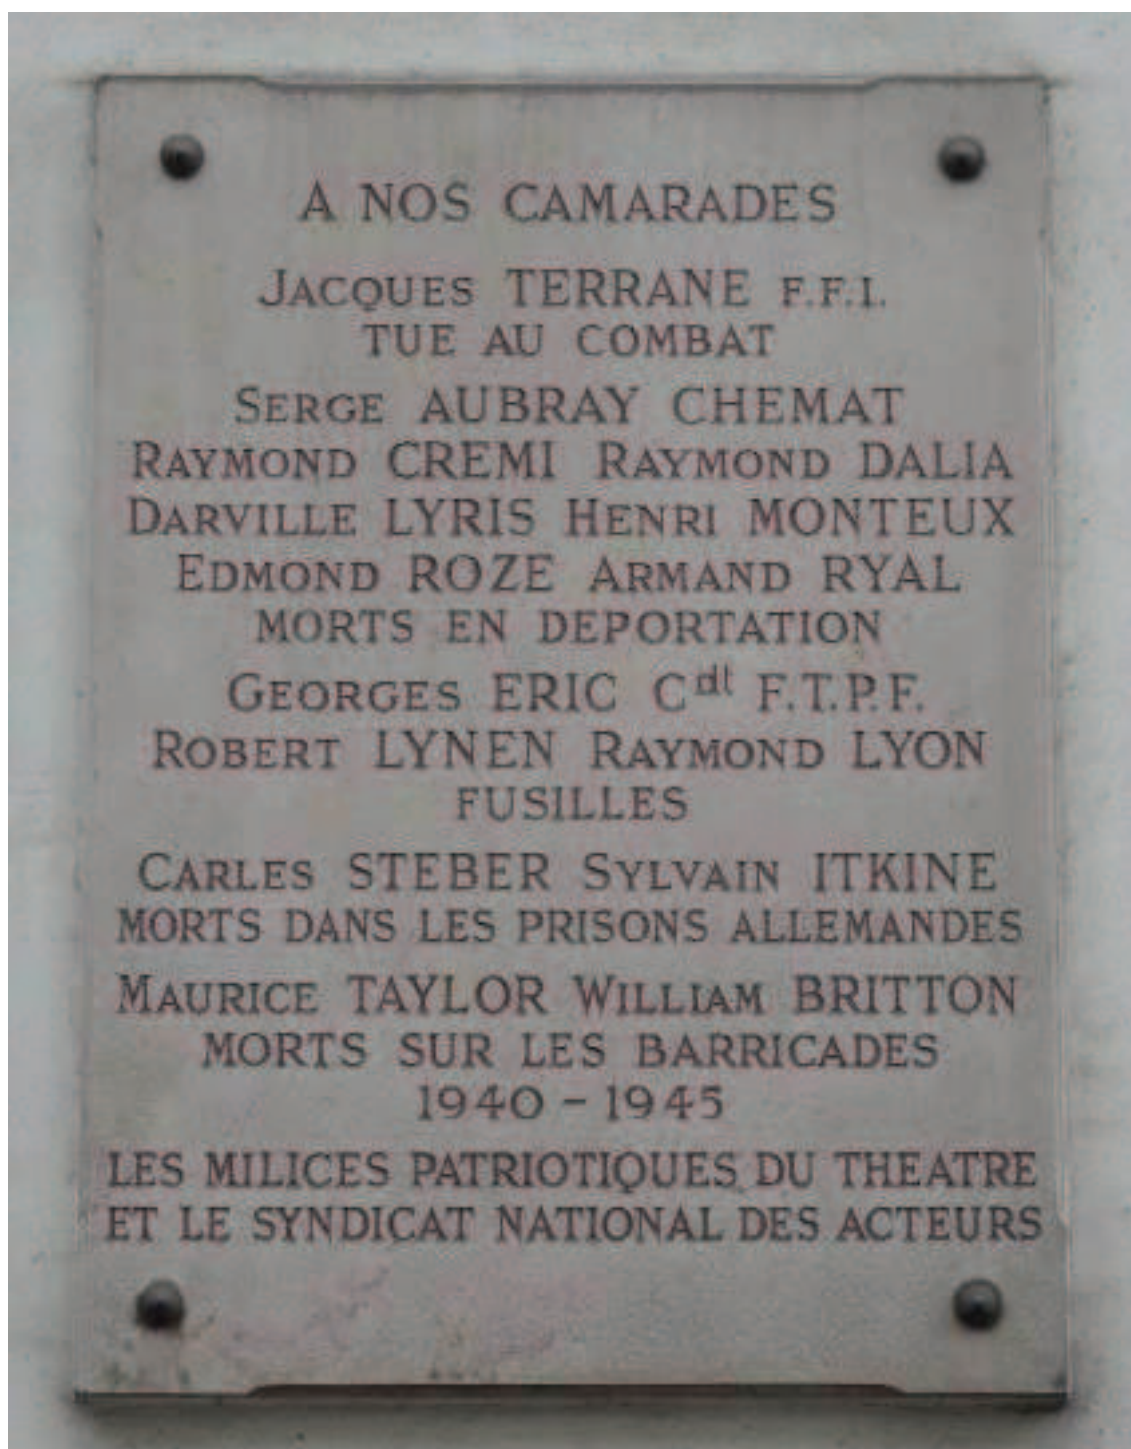 A NOS CAMARADES
JACQUES TERRANE F.F.I.
TUE AU COMBAT
SERGE AUBRAY CHEMAT
RAYMOND CREMI RAYMOND DALIA
DARVILLE LYRIS HENRI MONTEUX
EDMOND ROZE ARMAND RYAL
MORTS EN DEPORTATION
GEORGES ERIC Cdt F.T.P.F.
ROBERT LYNEN RAYMOND LYON
FUSILLES
CARLES STEBER SYLVAIN ITKINE
MORTS DANS LES PRISONS ALLEMANDES
MAURICE TAYLOR WILLIAM BRITTON
MORTS SUR LES BARRICADES
1940 - 1945
LES MILICES PATRIOTIQUES DU THEATRE
ET LE SYNDICAT NATIONAL DES ACTEURS